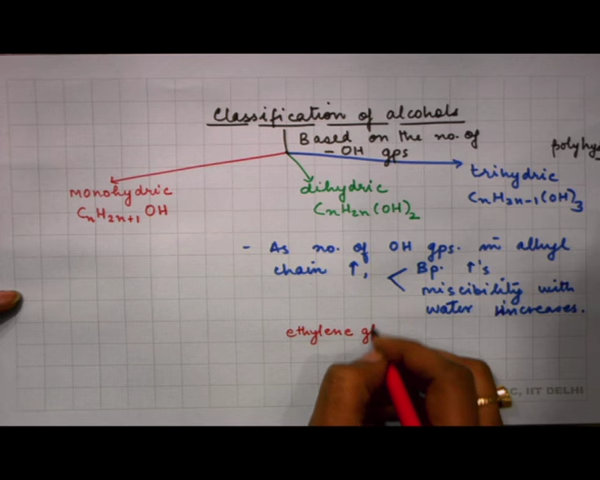 Classification of alcohols
Based on the no. of
- OH gps
polyhy
monohydric
CnH2n+1 OH
dihydric
CnH2n(OH)2
trihydric
CnH2n-1(OH)3
- As no. of OH gps. in alkyl
chain ↑,
Bp. ↑'s
miscibility with
water increases.
ethylene gl
C, IIT DELHI